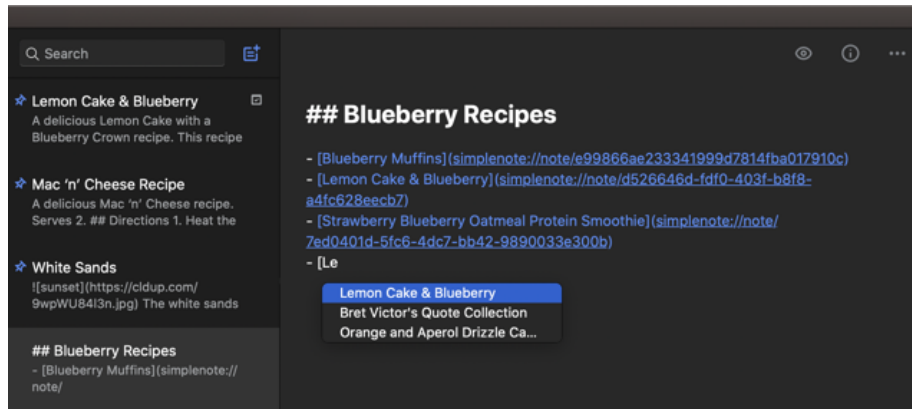 Search
Lemon Cake & Blueberry
A delicious Lemon Cake with a
Blueberry Crown recipe. This recipe
Mac 'n' Cheese Recipe
A delicious Mac 'n' Cheese recipe.
Serves 2. ## Directions 1. Heat the
White Sands
![sunset](https://cldup.com/
9wpWU84I3n.jpg) The white sands
## Blueberry Recipes
- [Blueberry Muffins](simplenote://
note/
## Blueberry Recipes
- [Blueberry Muffins](simplenote://note/e99866ae233341999d7814fba017910c)
- [Lemon Cake & Blueberry](simplenote://note/d526646d-fdf0-403f-b8f8-
a4fc628eecb7)
- [Strawberry Blueberry Oatmeal Protein Smoothie](simplenote://note/
7ed0401d-5fc6-4dc7-bb42-9890033e300b)
- [Le
Lemon Cake & Blueberry
Bret Victor's Quote Collection
Orange and Aperol Drizzle Ca...